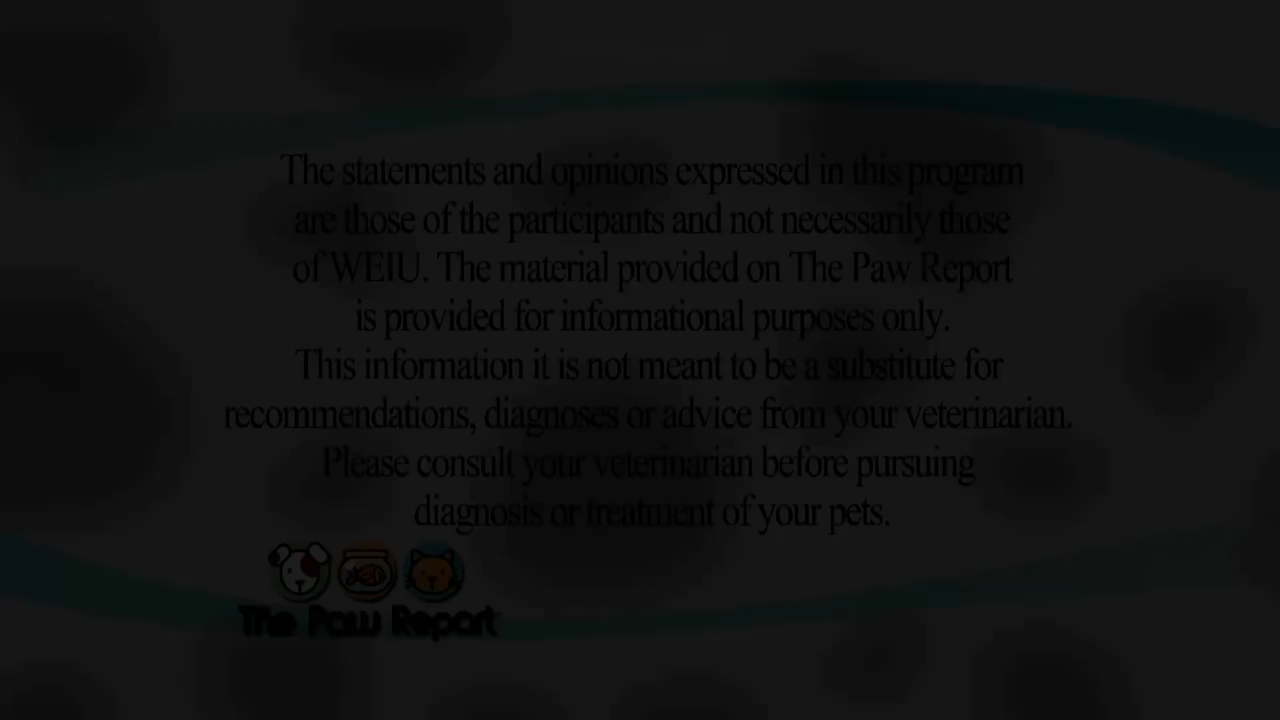 The statements and opinions expressed in this program
are those of the participants and not necessarily those
of WEIU. The material provided on The Paw Report
is provided for informational purposes only.
This information it is not meant to be a substitute for
recommendations, diagnoses or advice from your veterinarian.
Please consult your veterinarian before pursuing
diagnosis or treatment of your pets.
The Paw Report